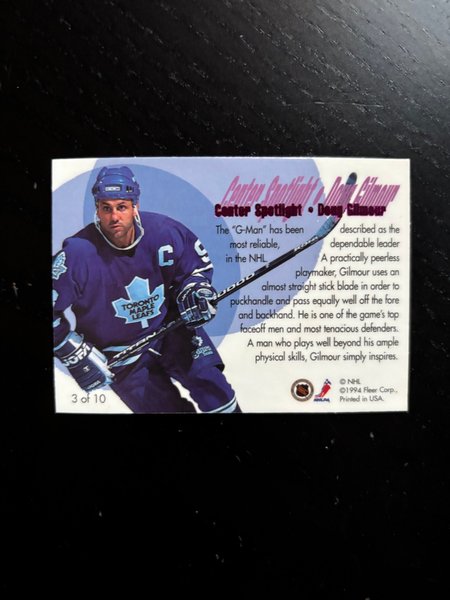 Center Spotlight • Doug Gilmour
Center Spotlight • Doug Gilmour
The "G-Man" has been described as the
most reliable, dependable leader
in the NHL. A practically peerless
playmaker, Gilmour uses an
almost straight stick blade in order to
puckhandle and pass equally well off the fore
and backhand. He is one of the game's top
faceoff men and most tenacious defenders.
A man who plays well beyond his ample
physical skills, Gilmour simply inspires.
C
9
TORONTO
MAPLE
LEAFS
3 of 10
NHLPA
© NHL
©1994 Fleer Corp.,
Printed in USA.